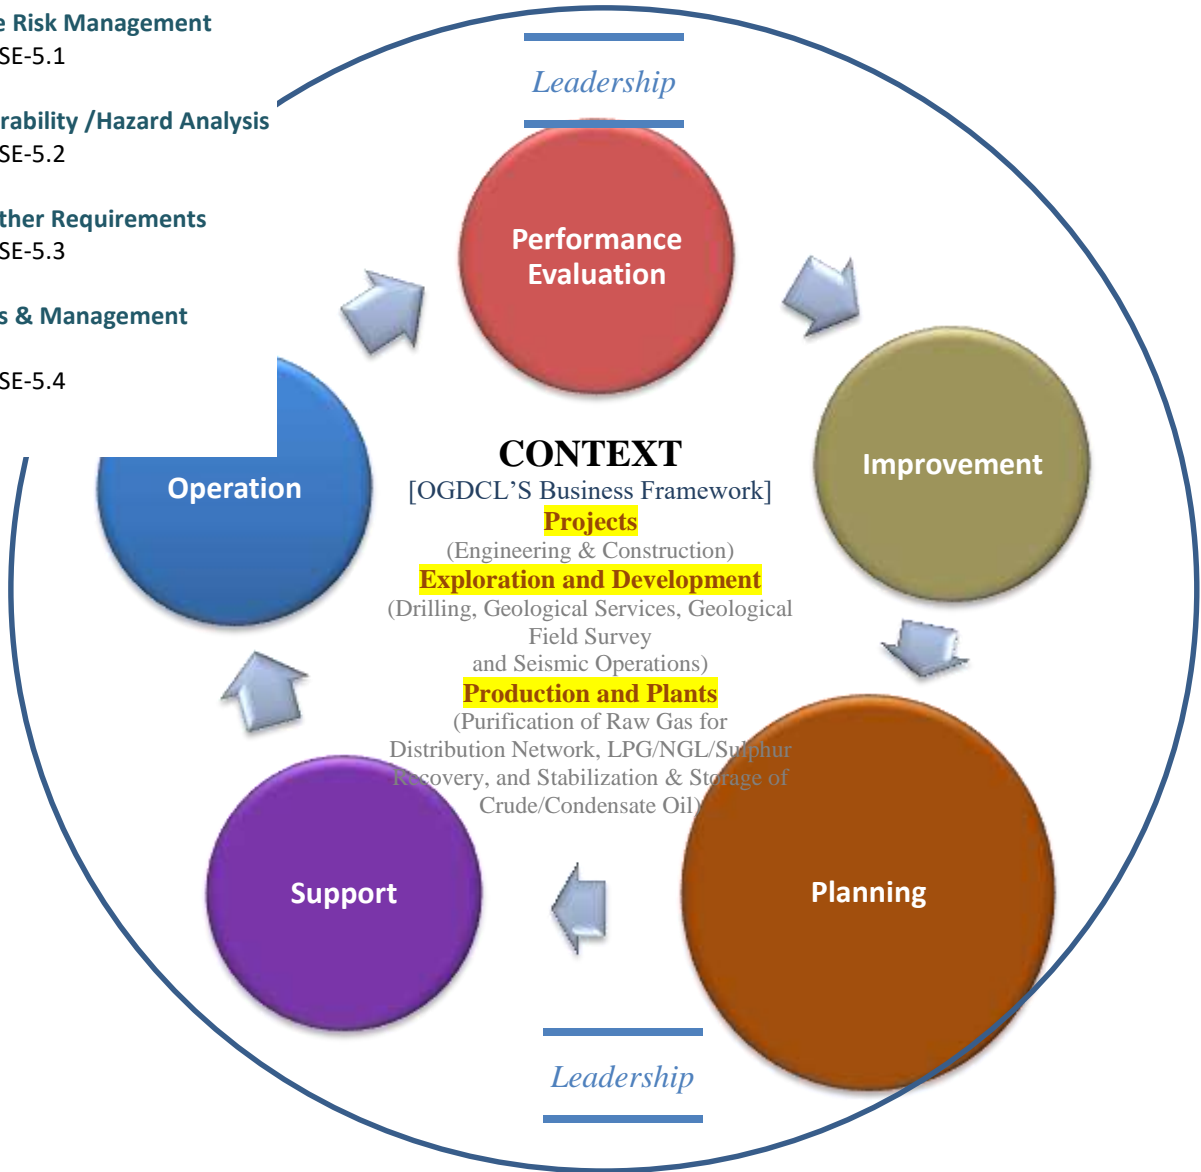 e Risk Management
SE-5.1
rability /Hazard Analysis
SE-5.2
ther Requirements
SE-5.3
s & Management
SE-5.4
Leadership
Performance
Evaluation
Improvement
Operation
CONTEXT
[OGDCL'S Business Framework]
Projects
(Engineering & Construction)
Exploration and Development
(Drilling, Geological Services, Geological
Field Survey
and Seismic Operations)
Production and Plants
(Purification of Raw Gas for
Distribution Network, LPG/NGL/Sulphur
Recovery, and Stabilization & Storage of
Crude/Condensate Oil)
Support
Planning
Leadership